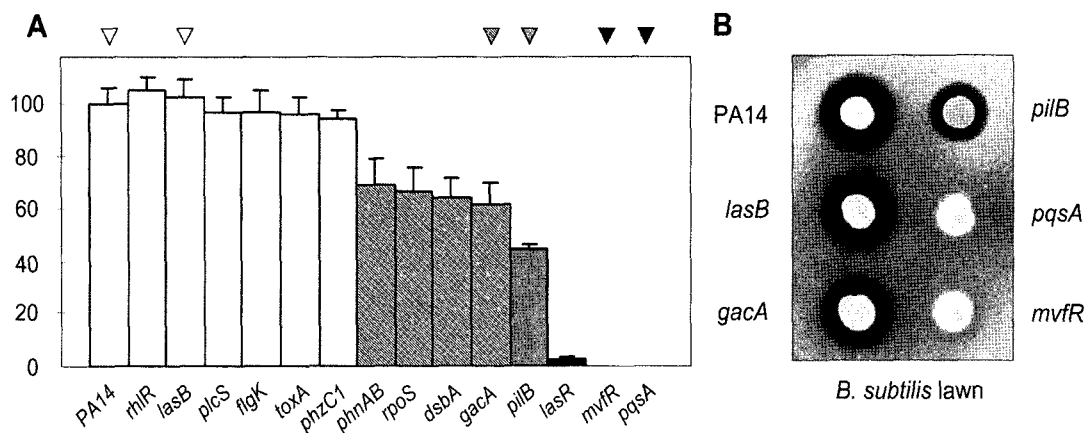 A
100
80
60
40
20
0
PA14
rhlR
lasB
plcS
flgK
toxA
phzC1
phnAB
rpoS
dsbA
gacA
pilB
lasR
mvfR
pqsA
B
PA14
pilB
lasB
pqsA
gacA
mvfR
B. subtilis lawn